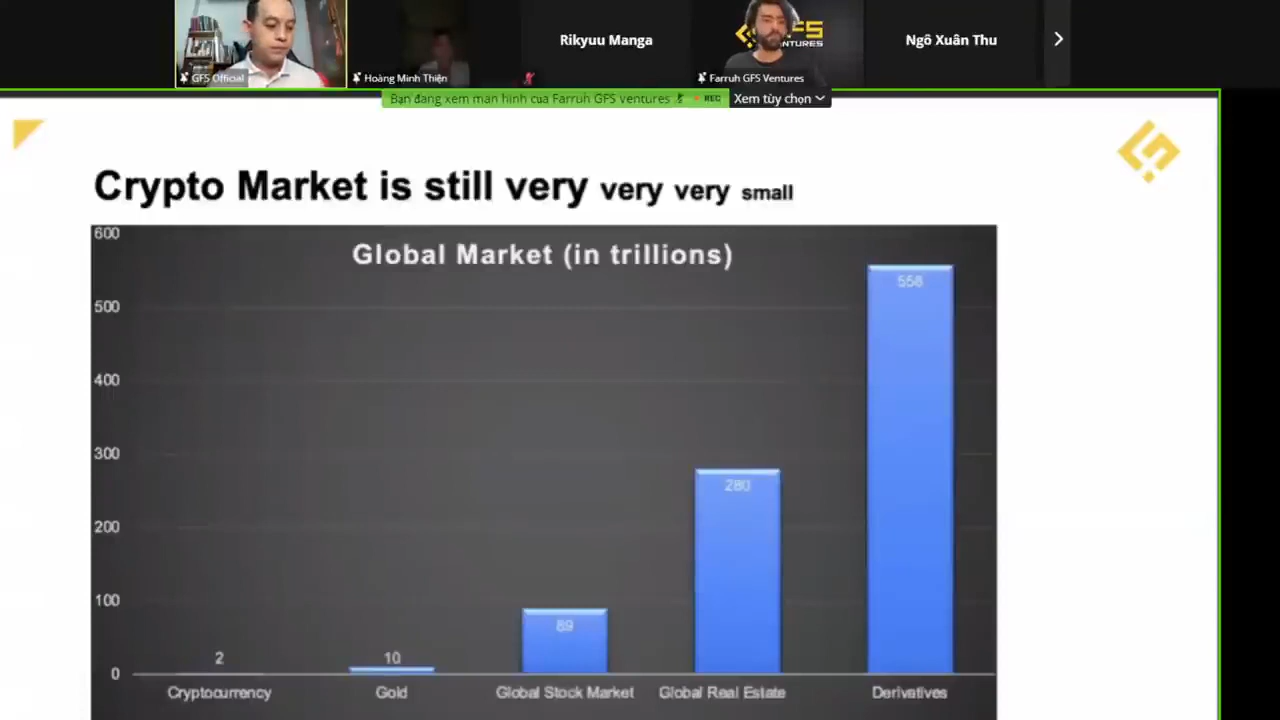 Rikyuu Manga
Ngô Xuân Thu
GFS Official
Hoàng Minh Thiện
Farruh GFS Ventures
Bạn đang xem màn hình của Farruh GFS ventures
REC
Xem tùy chọn
Crypto Market is still very very very small
Global Market (in trillions)
600
500
400
300
200
100
0
2
10
89
280
558
Cryptocurrency
Gold
Global Stock Market
Global Real Estate
Derivatives